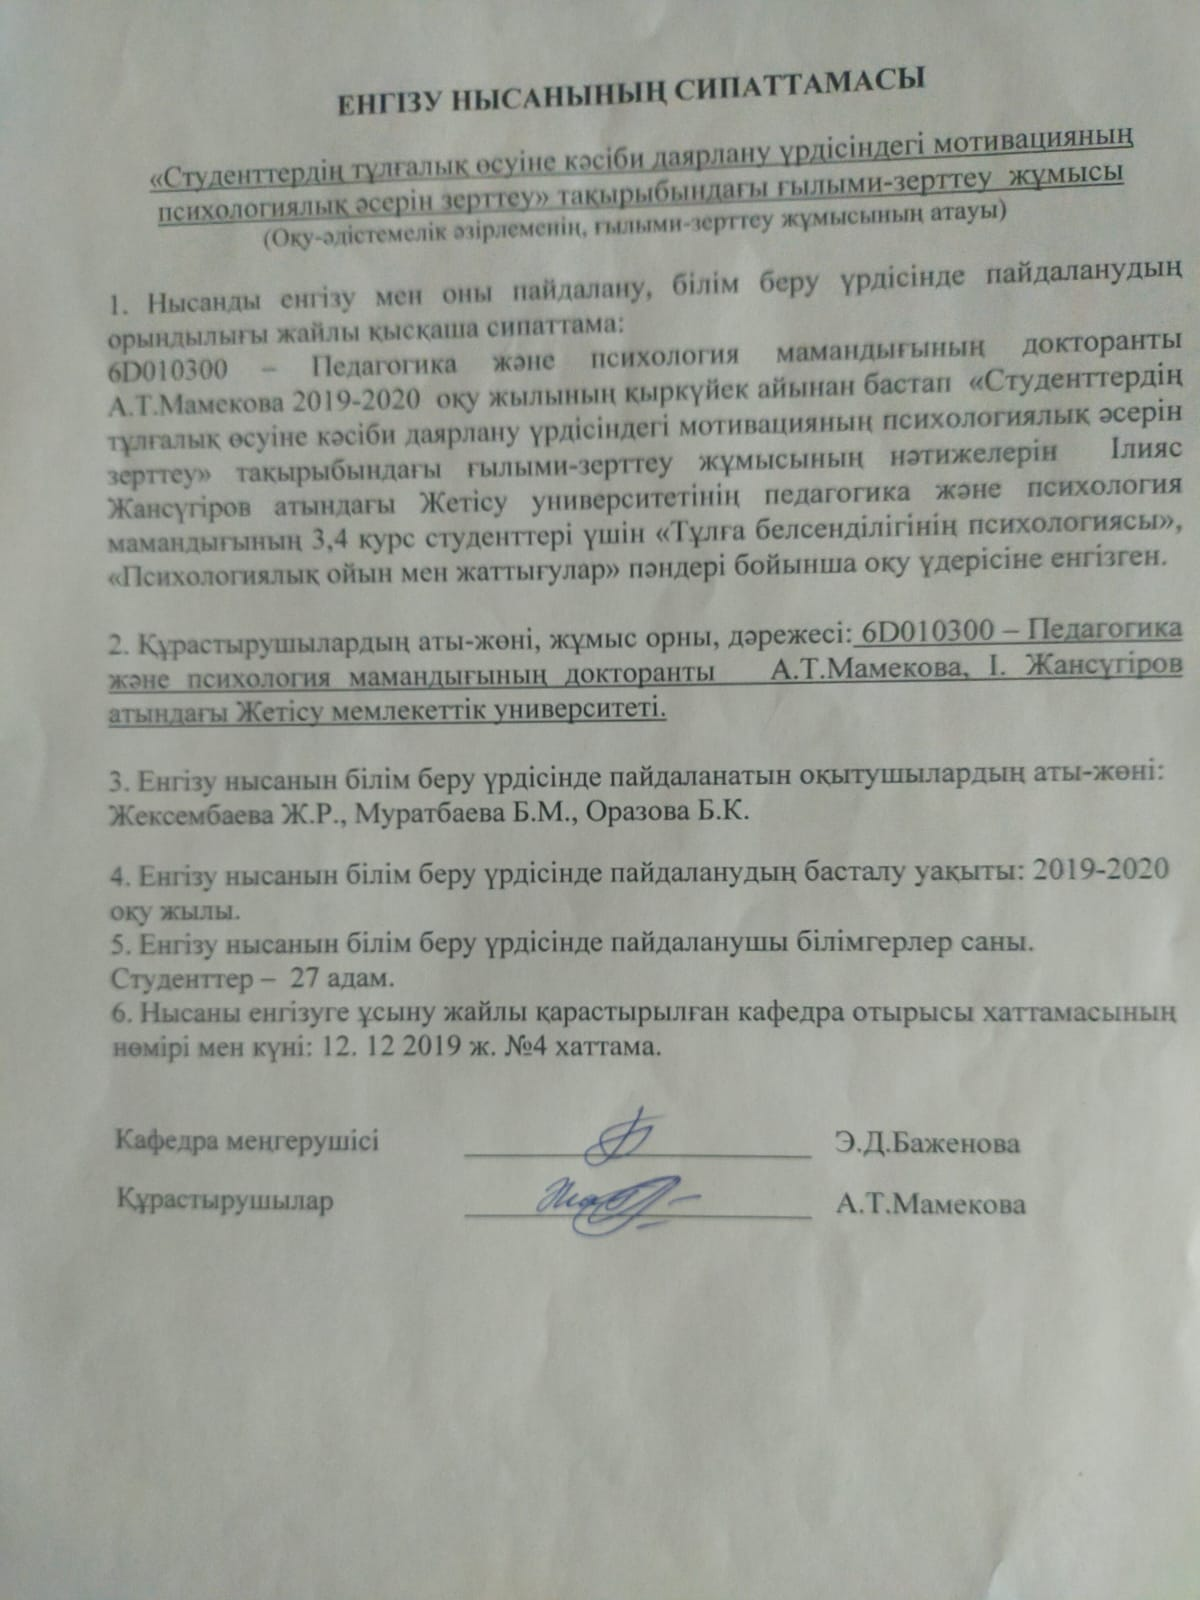 ЕНГІЗУ НЫСАНЫНЫҢ СИПАТТАМАСЫ
«Студенттердің тұлғалық өсуіне кәсіби даярлану үрдісіндегі мотивацияның
психологиялық әсерін зерттеу» тақырыбындағы ғылыми-зерттеу жұмысы
(Оқу-әдістемелік әзірлеменің, ғылыми-зерттеу жұмысының атауы)
1. Нысанды енгізу мен оны пайдалану, білім беру үрдісінде пайдаланудың
орындылығы жайлы қысқаша сипаттама:
6D010300 – Педагогика және психология мамандығының докторанты
А.Т.Мамекова 2019-2020 оқу жылының қыркүйек айынан бастап «Студенттердің
тұлғалық өсуіне кәсіби даярлану үрдісіндегі мотивацияның психологиялық әсерін
зерттеу» тақырыбындағы ғылыми-зерттеу жұмысының нәтижелерін Ілияс
Жансүгіров атындағы Жетісу университетінің педагогика және психология
мамандығының 3,4 курс студенттері үшін «Тұлға белсенділігінің психологиясы»,
«Психологиялық ойын мен жаттығулар» пәндері бойынша оқу үдерісіне енгізген.
2. Құрастырушылардың аты-жөні, жұмыс орны, дәрежесі: 6D010300 – Педагогика
және психология мамандығының докторанты А.Т.Мамекова, І. Жансүгіров
атындағы Жетісу мемлекеттік университеті.
3. Енгізу нысанын білім беру үрдісінде пайдаланатын оқытушылардың аты-жөні:
Жексембаева Ж.Р., Муратбаева Б.М., Оразова Б.К.
4. Енгізу нысанын білім беру үрдісінде пайдаланудың басталу уақыты: 2019-2020
оқу жылы.
5. Енгізу нысанын білім беру үрдісінде пайдаланушы білімгерлер саны.
Студенттер – 27 адам.
6. Нысаны енгізуге ұсыну жайлы қарастырылған кафедра отырысы хаттамасының
нөмірі мен күні: 12. 12 2019 ж. №4 хаттама.
Кафедра меңгерушісі Э.Д.Баженова
Құрастырушылар А.Т.Мамекова